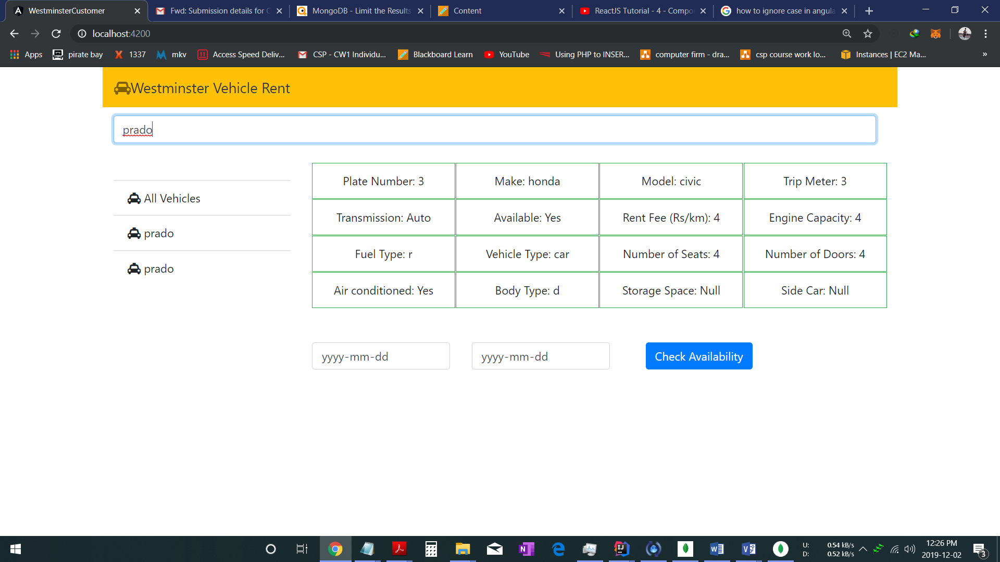 WestminsterCustomer
Fwd: Submission details for C
MongoDB - Limit the Results
Content
ReactJS Tutorial - 4 - Compo
how to ignore case in angula
localhost:4200
Apps
pirate bay
1337
mkv
Access Speed Deliv...
CSP - CW1 Individu...
Blackboard Learn
YouTube
Using PHP to INSER...
computer firm - dra...
csp course work lo...
Instances | EC2 Ma...
»
Westminster Vehicle Rent
prado
All Vehicles
prado
prado
Plate Number: 3
Make: honda
Model: civic
Trip Meter: 3
Transmission: Auto
Available: Yes
Rent Fee (Rs/km): 4
Engine Capacity: 4
Fuel Type: r
Vehicle Type: car
Number of Seats: 4
Number of Doors: 4
Air conditioned: Yes
Body Type: d
Storage Space: Null
Side Car: Null
yyyy-mm-dd
yyyy-mm-dd
Check Availability
U: 0.54 kB/s
D: 0.52 kB/s
12:26 PM
2019-12-02
3